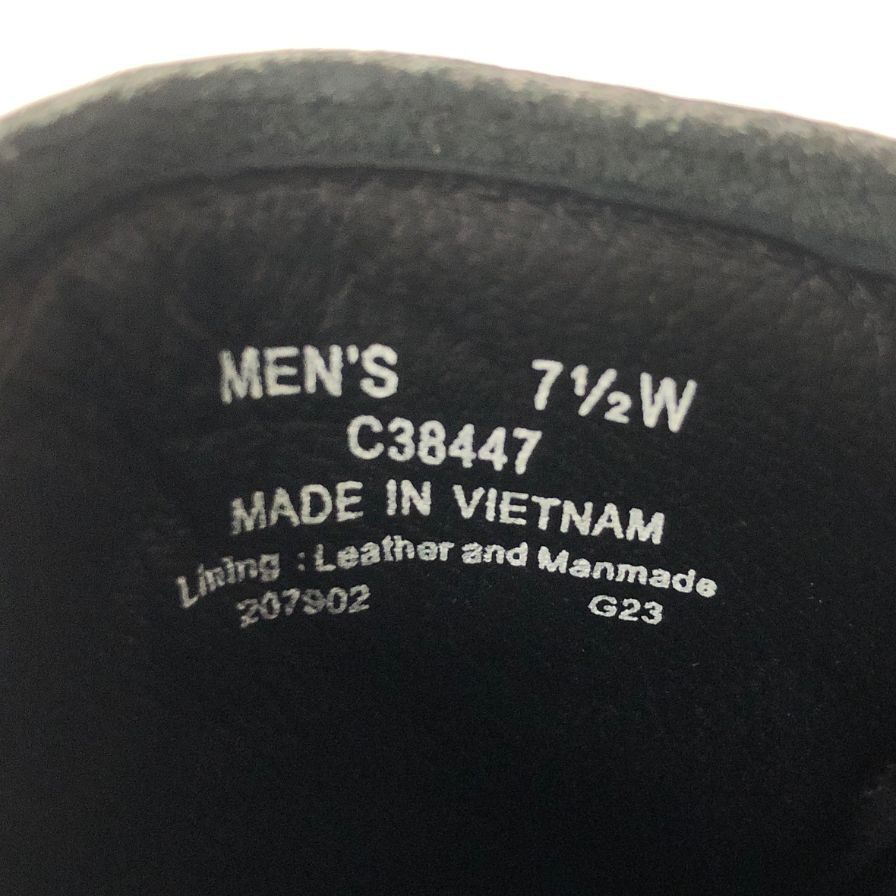 MEN'S 7½W
C38447
MADE IN VIETNAM
Lining : Leather and Manmade
207902 G23